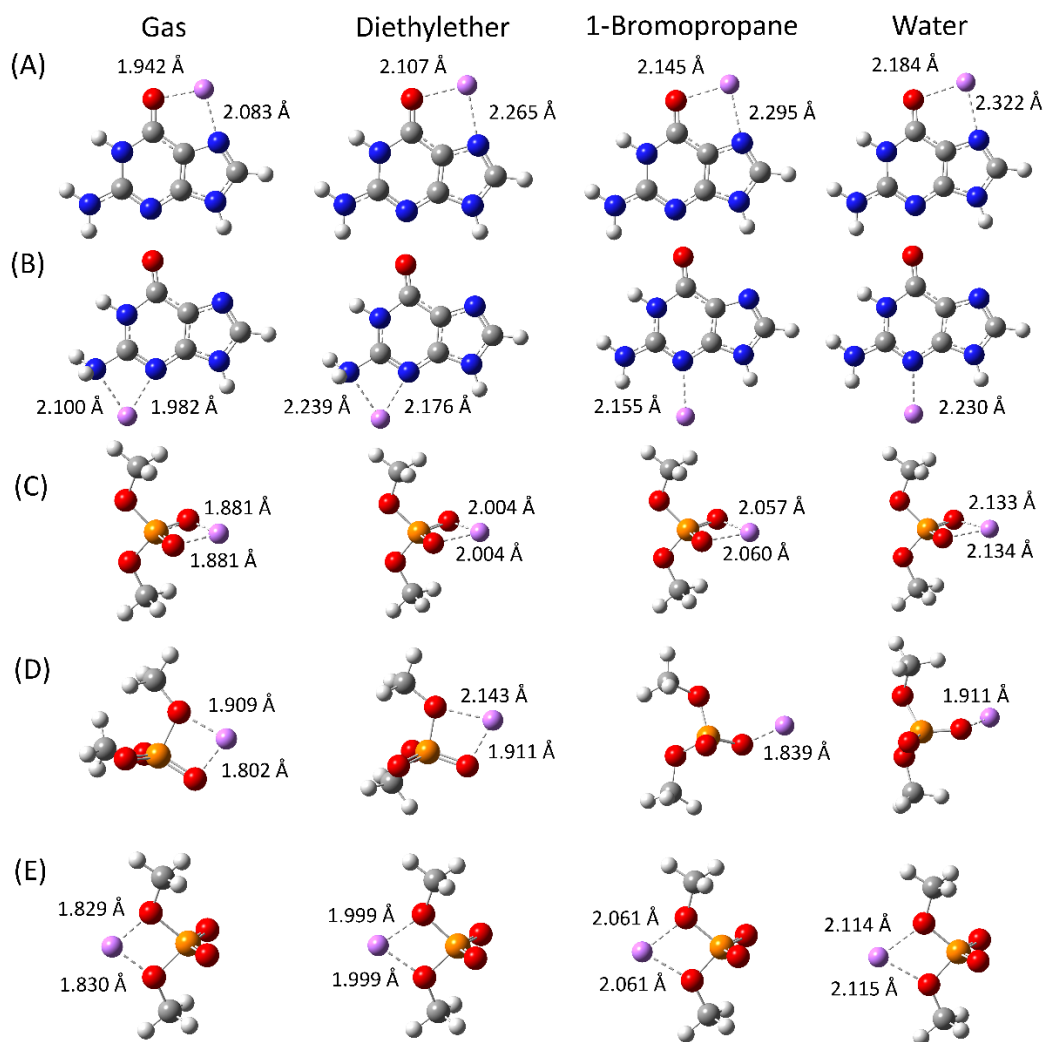 Gas Diethylether 1-Bromopropane Water
(A) 1.942 Å 2.107 Å 2.145 Å 2.184 Å
2.083 Å 2.265 Å 2.295 Å 2.322 Å
(B)
2.100 Å 1.982 Å 2.239 Å 2.176 Å 2.155 Å 2.230 Å
(C)
1.881 Å 2.004 Å 2.057 Å 2.133 Å
1.881 Å 2.004 Å 2.060 Å 2.134 Å
(D)
1.909 Å 2.143 Å 1.911 Å
1.802 Å 1.911 Å 1.839 Å
(E)
1.829 Å 1.999 Å 2.061 Å 2.114 Å
1.830 Å 1.999 Å 2.061 Å 2.115 Å